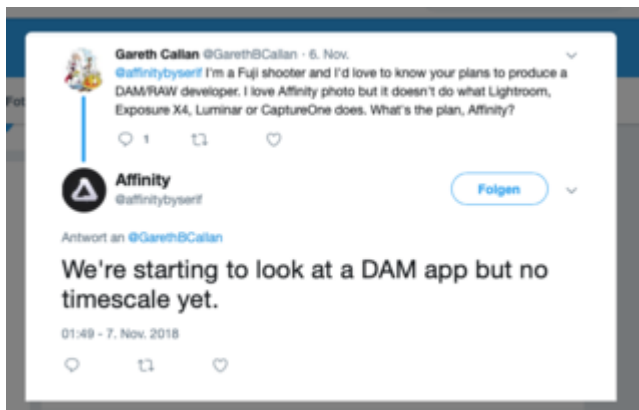 Gareth Callan @GarethBCallan · 6. Nov.
@affinitybyserif I'm a Fuji shooter and I'd love to know your plans to produce a
DAM/RAW developer. I love Affinity photo but it doesn't do what Lightroom,
Exposure X4, Luminar or CaptureOne does. What's the plan, Affinity?
1
Affinity
@affinitybyserif
Folgen
Antwort an @GarethBCallan
We're starting to look at a DAM app but no
timescale yet.
01:49 - 7. Nov. 2018